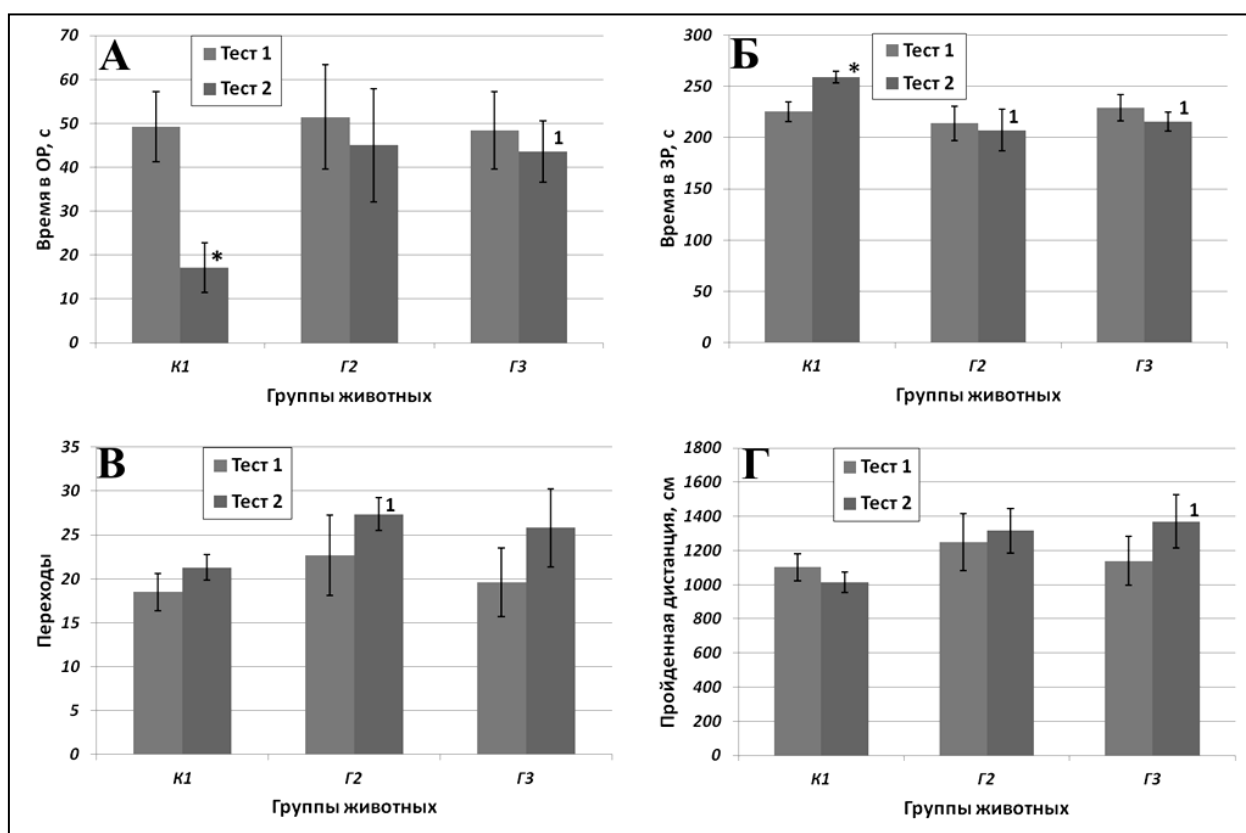 А
70
60
50
40
30
20
10
0
Время в ОР, с
Тест 1
Тест 2
*
1
К1 Г2 Г3
Группы животных
Б
300
250
200
150
100
50
0
Время в ЗР, с
Тест 1
Тест 2
*
1
1
К1 Г2 Г3
Группы животных
В
35
30
25
20
15
10
5
0
Переходы
Тест 1
Тест 2
1
К1 Г2 Г3
Группы животных
Г
1800
1600
1400
1200
1000
800
600
400
200
0
Пройденная дистанция, см
Тест 1
Тест 2
1
К1 Г2 Г3
Группы животных